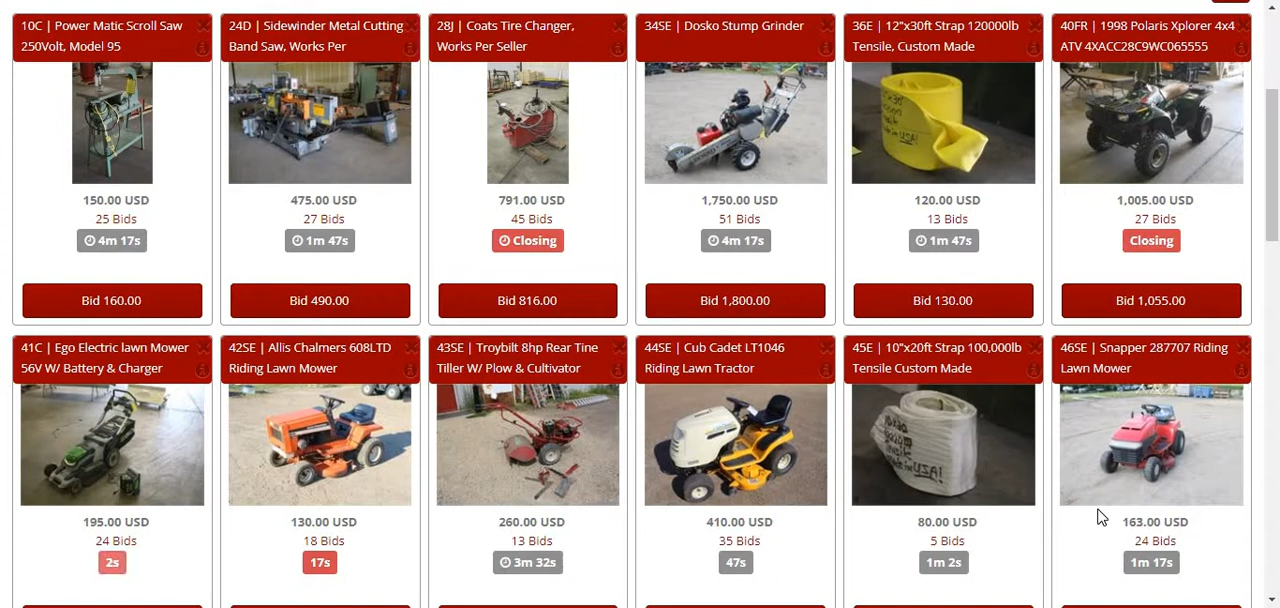 10C | Power Matic Scroll Saw
250Volt, Model 95
150.00 USD
25 Bids
4m 17s
Bid 160.00
24D | Sidewinder Metal Cutting
Band Saw, Works Per
475.00 USD
27 Bids
1m 47s
Bid 490.00
28J | Coats Tire Changer,
Works Per Seller
791.00 USD
45 Bids
Closing
Bid 816.00
34SE | Dosko Stump Grinder
1,750.00 USD
51 Bids
4m 17s
Bid 1,800.00
36E | 12"x30ft Strap 120000lb
Tensile, Custom Made
120.00 USD
13 Bids
1m 47s
Bid 130.00
40FR | 1998 Polaris Xplorer 4x4
ATV 4XACC28C9WC065555
1,005.00 USD
27 Bids
Closing
Bid 1,055.00
41C | Ego Electric lawn Mower
56V W/ Battery & Charger
195.00 USD
24 Bids
2s
42SE | Allis Chalmers 608LTD
Riding Lawn Mower
130.00 USD
18 Bids
17s
43SE | Troybilt 8hp Rear Tine
Tiller W/ Plow & Cultivator
260.00 USD
13 Bids
3m 32s
44SE | Cub Cadet LT1046
Riding Lawn Tractor
410.00 USD
35 Bids
47s
45E | 10"x20ft Strap 100,000lb
Tensile Custom Made
USA!
80.00 USD
5 Bids
1m 2s
46SE | Snapper 287707 Riding
Lawn Mower
163.00 USD
24 Bids
1m 17s